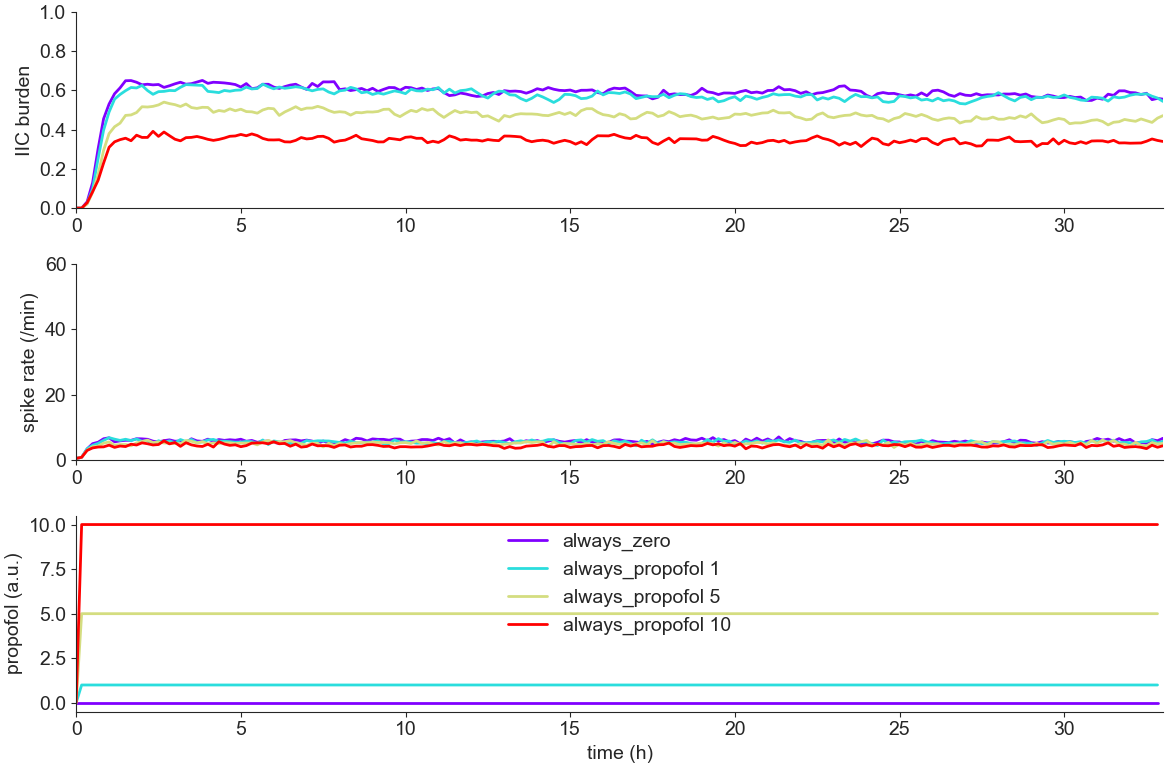 1.0
0.8
0.6
0.4
0.2
0.0
IIC burden
0 5 10 15 20 25 30
60
40
20
0
spike rate (/min)
0 5 10 15 20 25 30
10.0
7.5
5.0
2.5
0.0
propofol (a.u.)
always_zero
always_propofol 1
always_propofol 5
always_propofol 10
0 5 10 15 20 25 30
time (h)